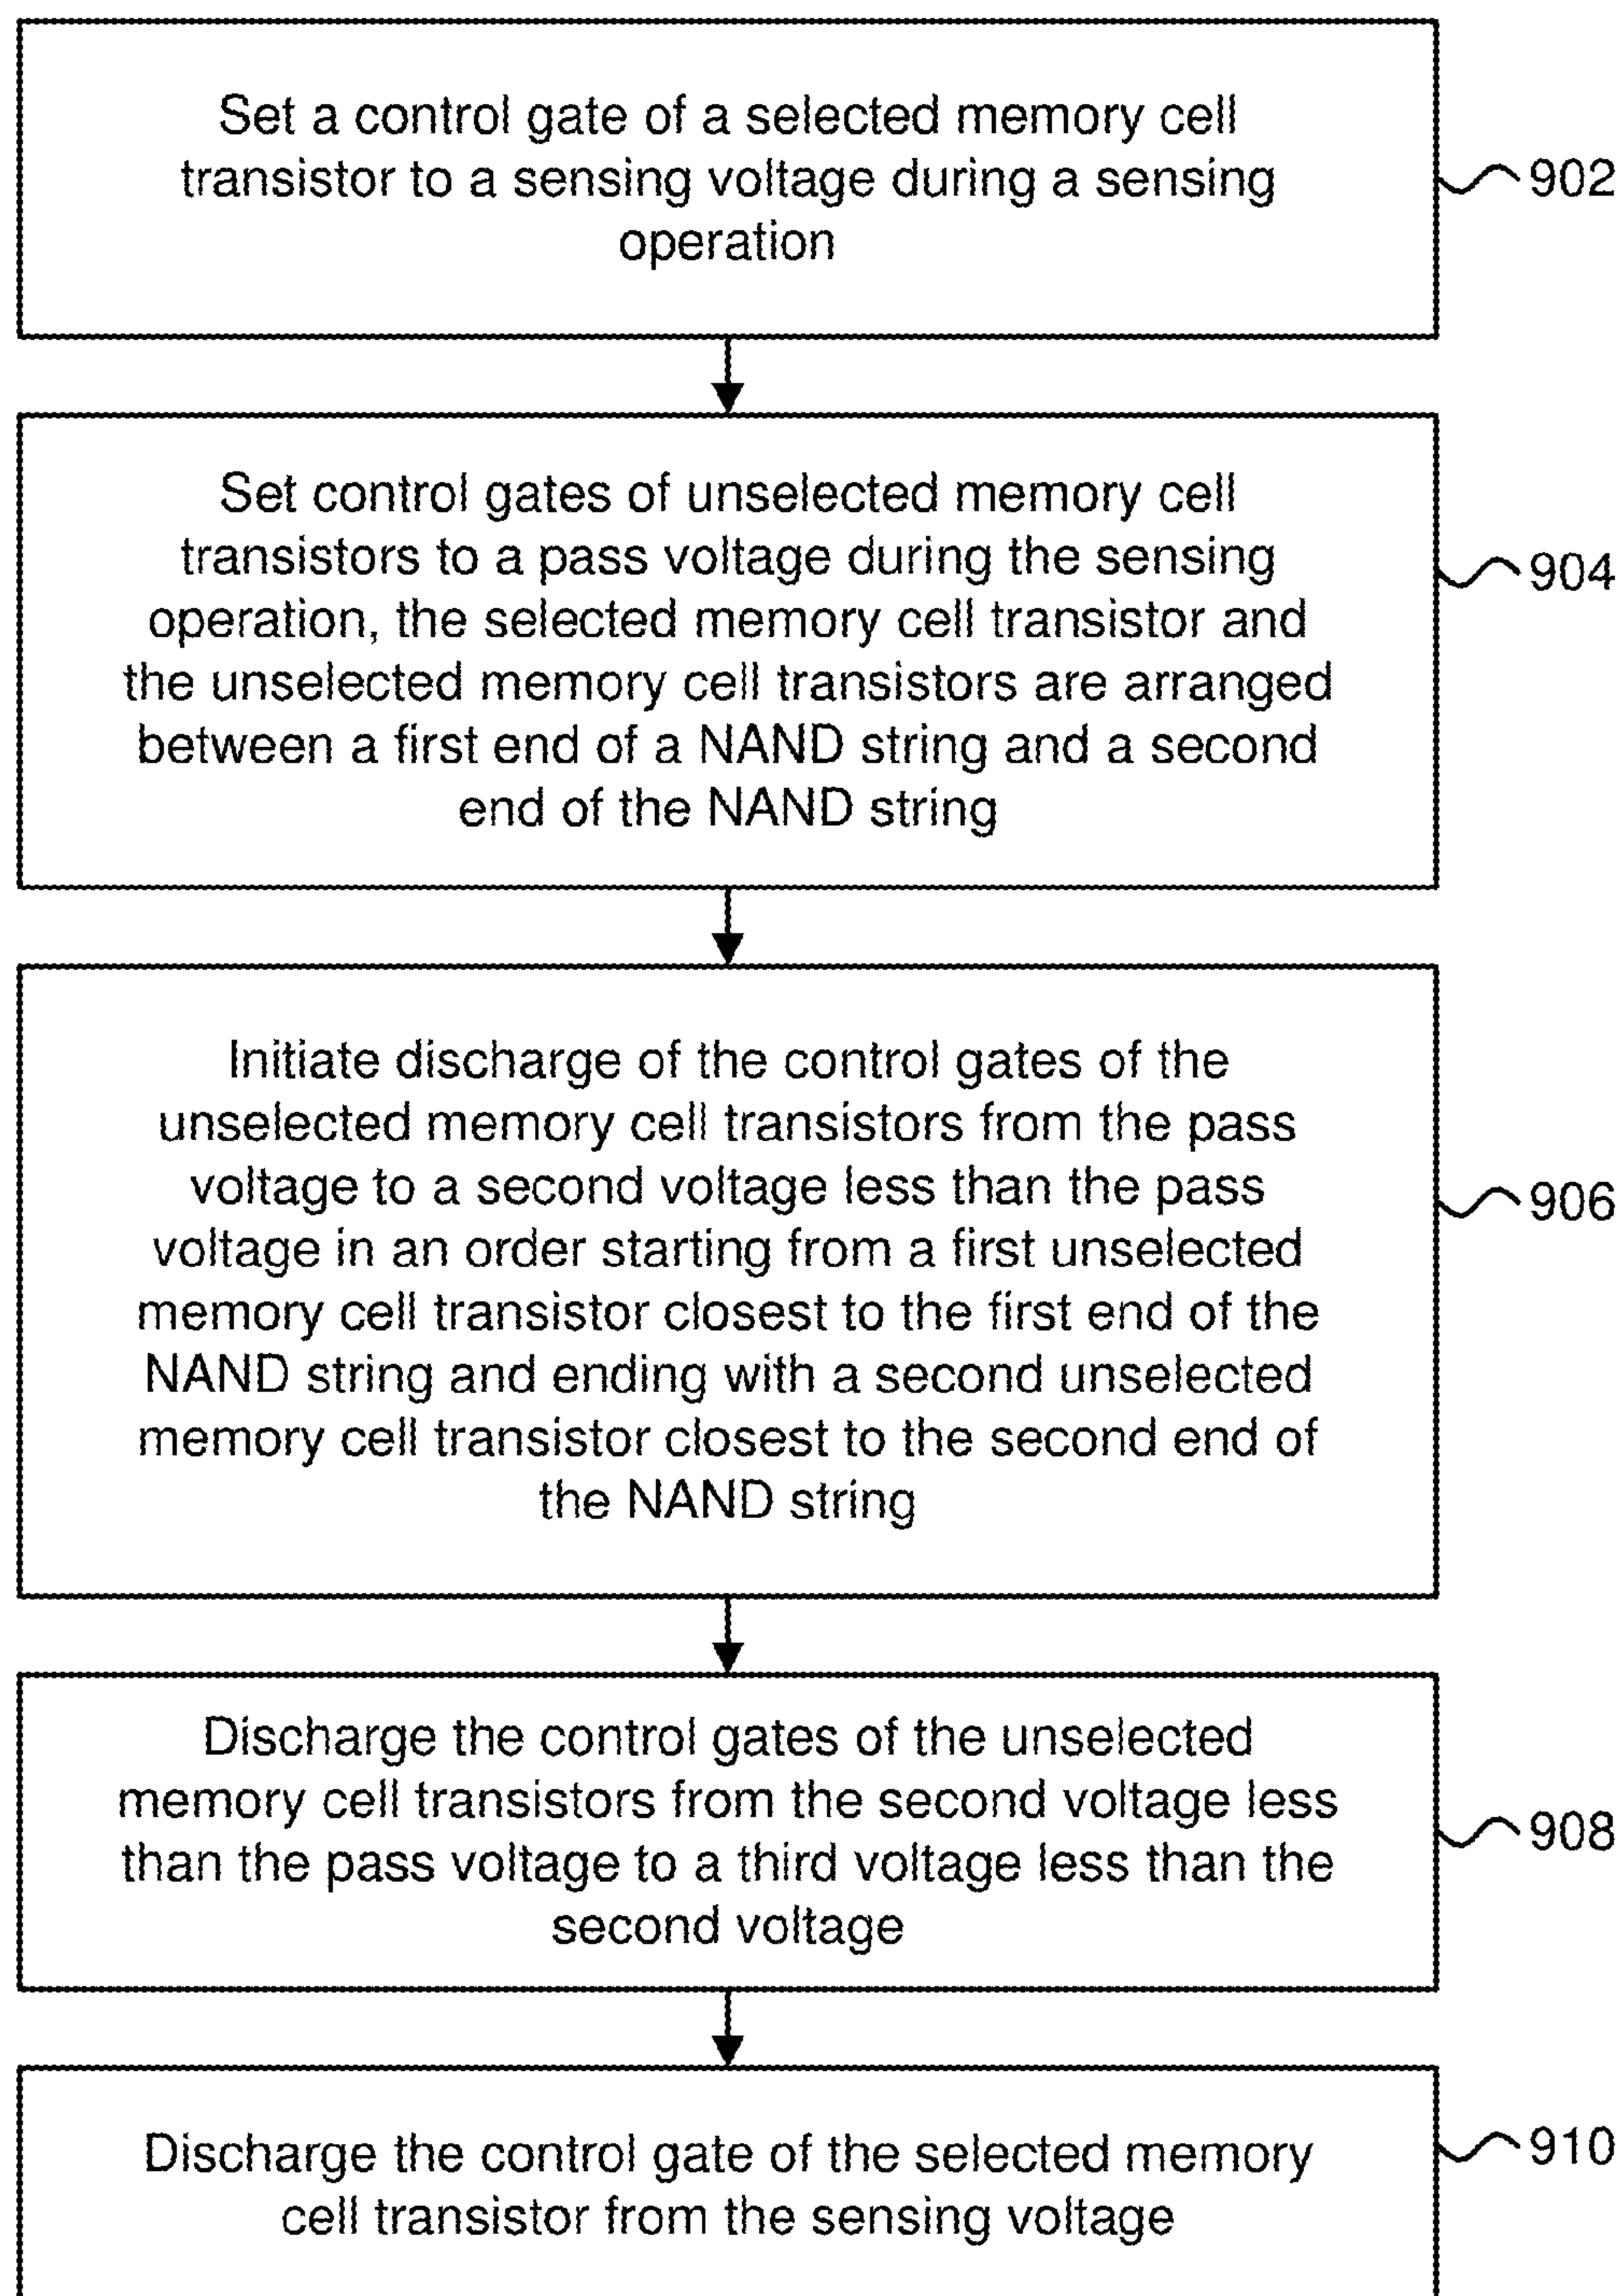 Set a control gate of a selected memory cell
transistor to a sensing voltage during a sensing
operation
902
Set control gates of unselected memory cell
transistors to a pass voltage during the sensing
operation, the selected memory cell transistor and
the unselected memory cell transistors are arranged
between a first end of a NAND string and a second
end of the NAND string
904
Initiate discharge of the control gates of the
unselected memory cell transistors from the pass
voltage to a second voltage less than the pass
voltage in an order starting from a first unselected
memory cell transistor closest to the first end of the
NAND string and ending with a second unselected
memory cell transistor closest to the second end of
the NAND string
906
Discharge the control gates of the unselected
memory cell transistors from the second voltage less
than the pass voltage to a third voltage less than the
second voltage
908
Discharge the control gate of the selected memory
cell transistor from the sensing voltage
910